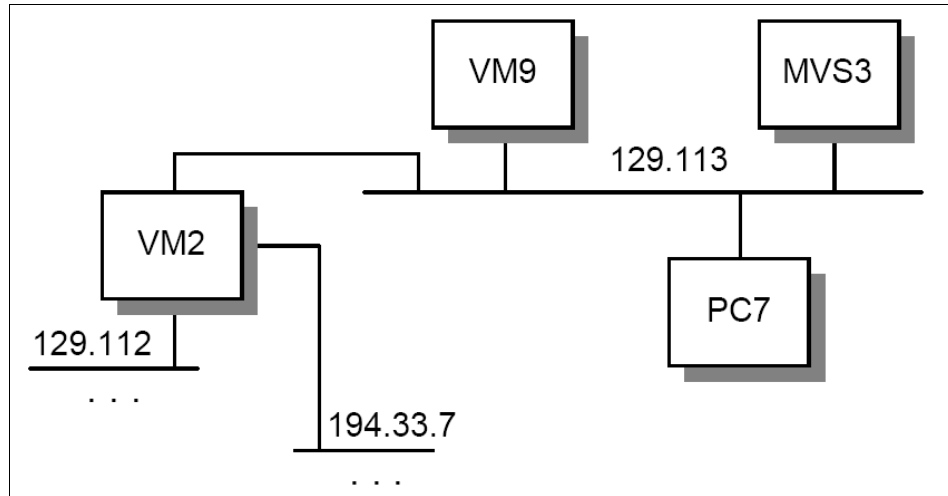 VM9
MVS3
129.113
VM2
PC7
129.112
. . .
194.33.7
. . .